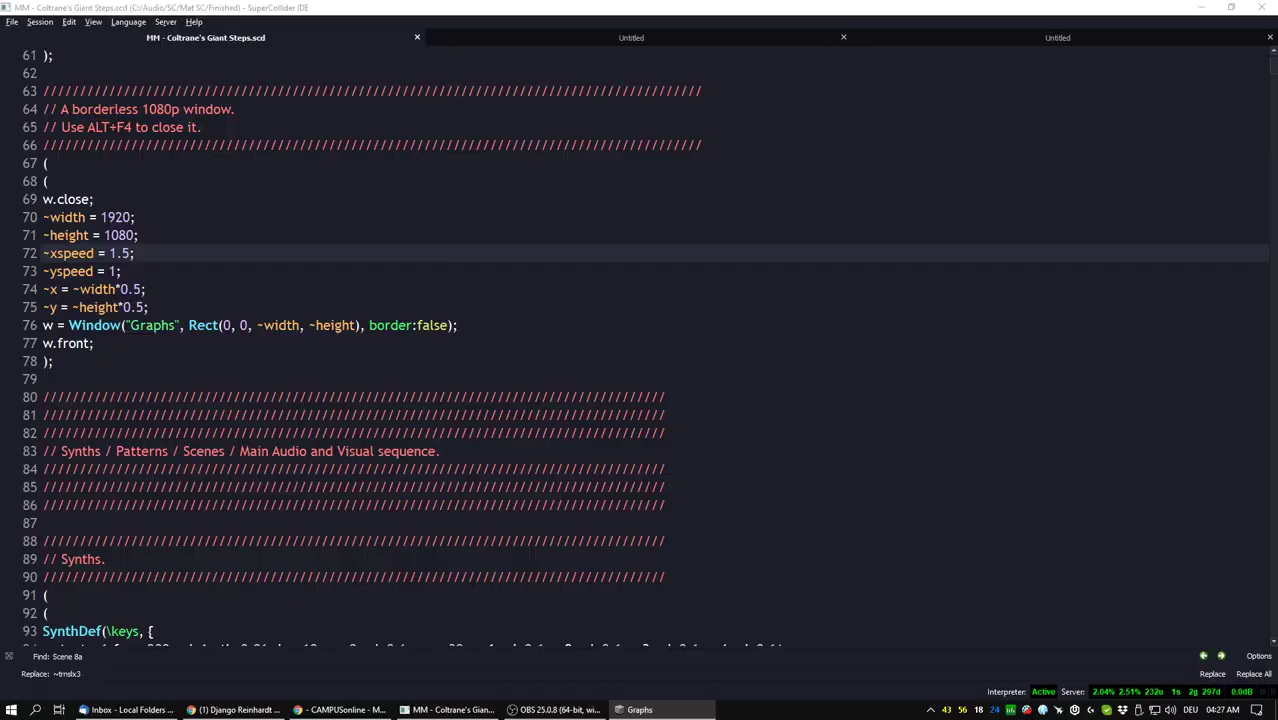 MM - Coltrane's Giant Steps.scd (C:/Audio/SC/Mat SC/Finished) - SuperCollider IDE
File Session Edit View Language Server Help
MM - Coltrane's Giant Steps.scd Untitled Untitled
61 );
62
63 ///////////////////////////////////////////////////////////////////////////////////////////
64 // A borderless 1080p window.
65 // Use ALT+F4 to close it.
66 ///////////////////////////////////////////////////////////////////////////////////////////
67 (
68 (
69 w.close;
70 ~width = 1920;
71 ~height = 1080;
72 ~xspeed = 1.5;
73 ~yspeed = 1;
74 ~x = ~width*0.5;
75 ~y = ~height*0.5;
76 w = Window("Graphs", Rect(0, 0, ~width, ~height), border:false);
77 w.front;
78 );
79
80 //////////////////////////////////////////////////////////////////////////////////////
81 //////////////////////////////////////////////////////////////////////////////////////
82 //////////////////////////////////////////////////////////////////////////////////////
83 // Synths / Patterns / Scenes / Main Audio and Visual sequence.
84 //////////////////////////////////////////////////////////////////////////////////////
85 //////////////////////////////////////////////////////////////////////////////////////
86 //////////////////////////////////////////////////////////////////////////////////////
87
88 //////////////////////////////////////////////////////////////////////////////////////
89 // Synths.
90 //////////////////////////////////////////////////////////////////////////////////////
91 (
92 (
93 SynthDef(\keys, {
Find: Scene 8a Options
Replace: ~trnslx3 Replace Replace All
Interpreter: Active Server: 2.04% 2.51% 232u 1s 2g 297d 0.0dB M R
Inbox - Local Folders ... (1) Django Reinhardt ... - CAMPUSonline - M... MM - Coltrane's Gian... OBS 25.0.8 (64-bit, wi... Graphs 43 56 18 24 DEU 04:27 AM